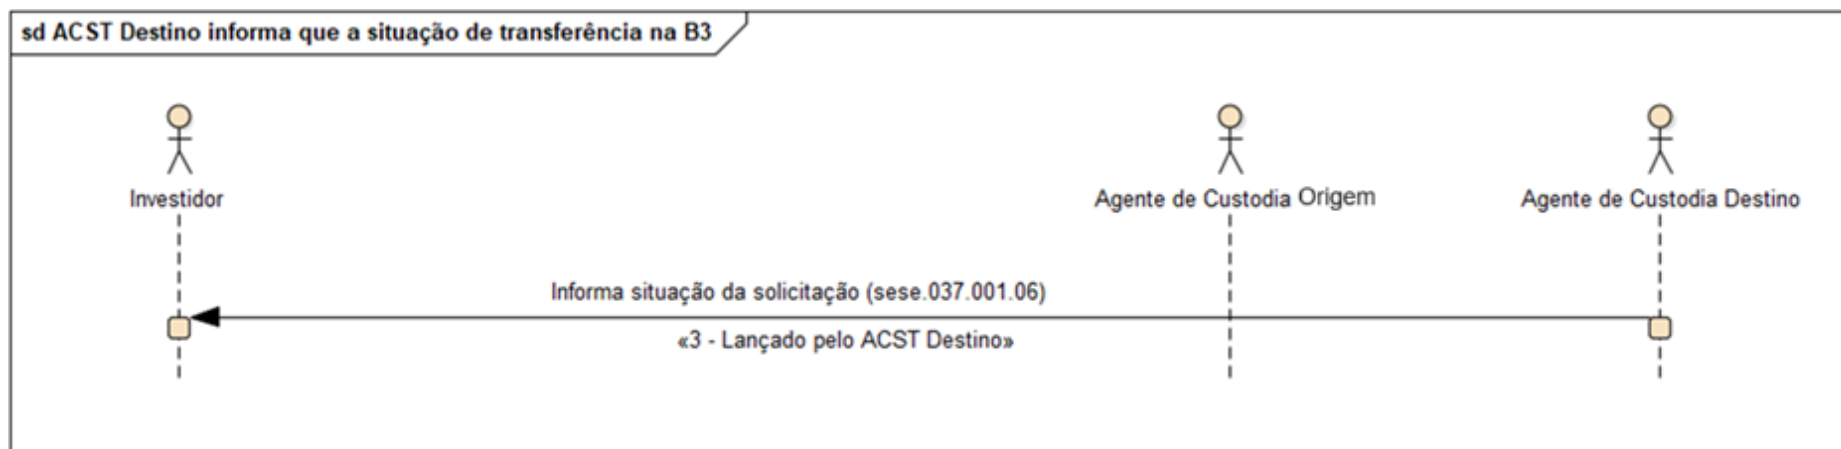 sd ACST Destino informa que a situação de transferência na B3
Investidor
Agente de Custodia Origem
Agente de Custodia Destino
Informa situação da solicitação (sese.037.001.06)
«3 - Lançado pelo ACST Destino»